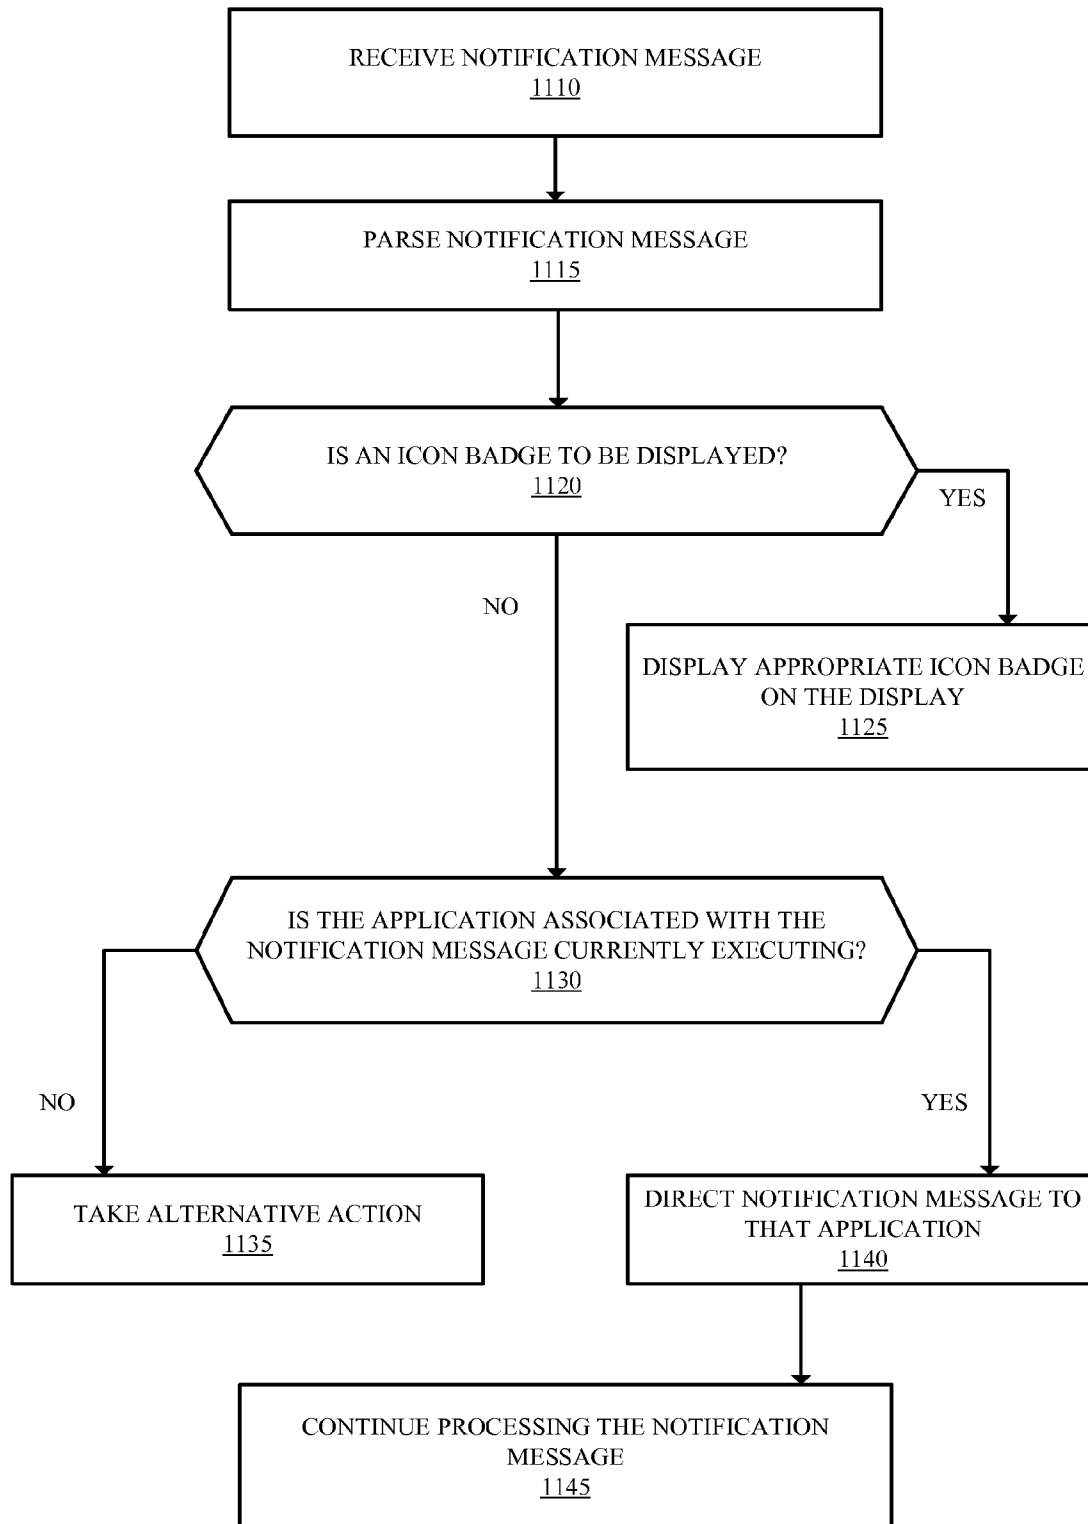 RECEIVE NOTIFICATION MESSAGE
1110
PARSE NOTIFICATION MESSAGE
1115
IS AN ICON BADGE TO BE DISPLAYED?
1120
YES
NO
DISPLAY APPROPRIATE ICON BADGE
ON THE DISPLAY
1125
IS THE APPLICATION ASSOCIATED WITH THE
NOTIFICATION MESSAGE CURRENTLY EXECUTING?
1130
NO
YES
TAKE ALTERNATIVE ACTION
1135
DIRECT NOTIFICATION MESSAGE TO
THAT APPLICATION
1140
CONTINUE PROCESSING THE NOTIFICATION
MESSAGE
1145